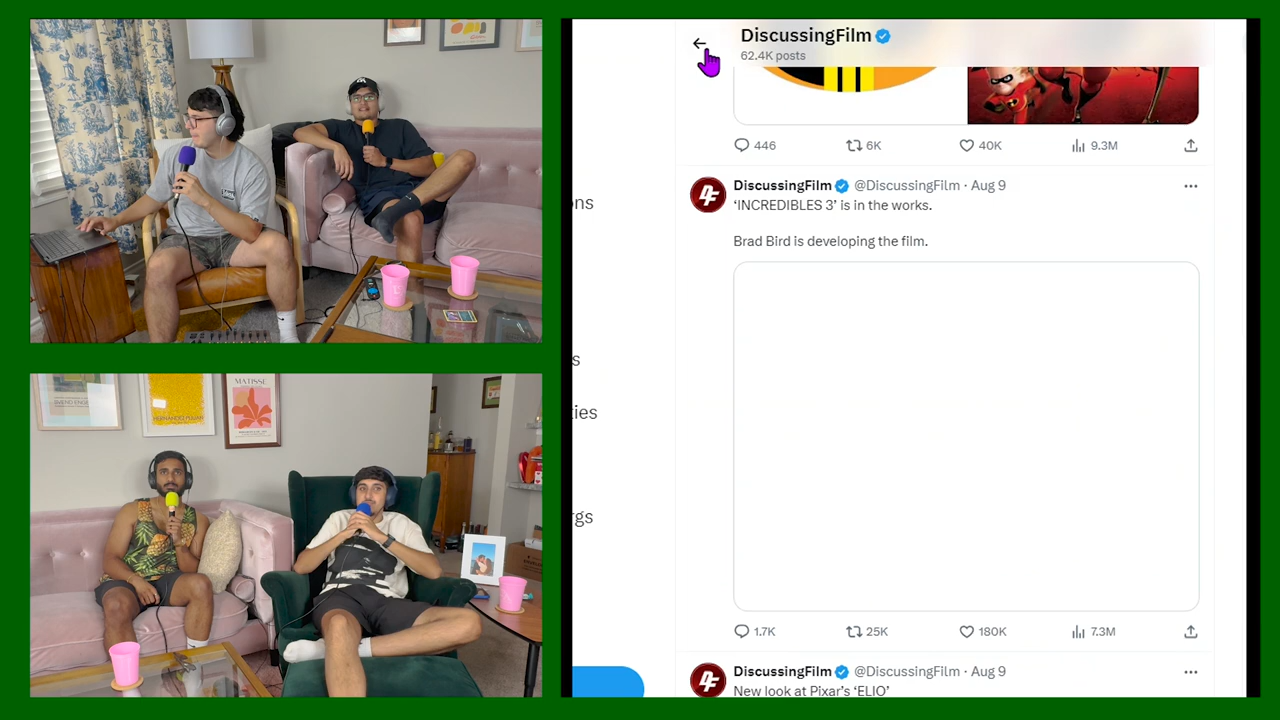 DiscussingFilm
62.4K posts
446
6K
40K
9.3M
DiscussingFilm @DiscussingFilm · Aug 9
‘INCREDIBLES 3’ is in the works.
Brad Bird is developing the film.
1.7K
25K
180K
7.3M
DiscussingFilm @DiscussingFilm · Aug 9
New look at Pixar’s ‘ELIO’
ons
s
ties
rgs
MATISSE